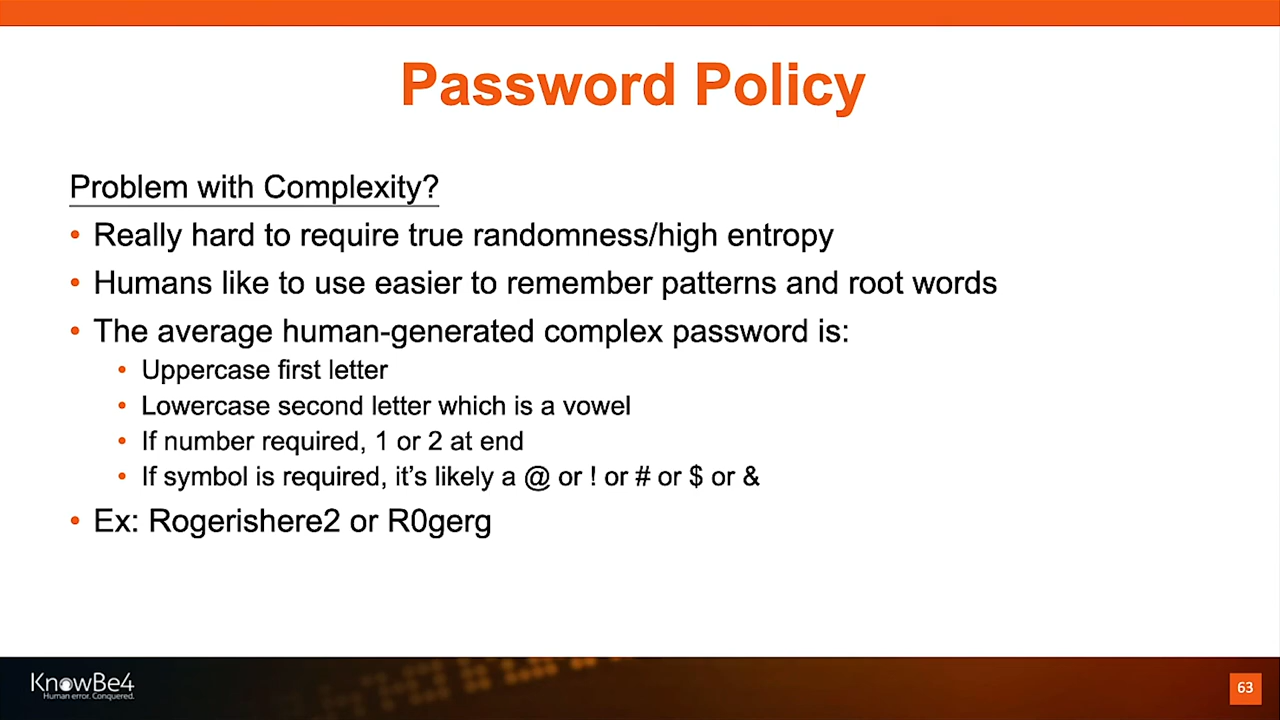 Password Policy
Problem with Complexity?
• Really hard to require true randomness/high entropy
• Humans like to use easier to remember patterns and root words
• The average human-generated complex password is:
• Uppercase first letter
• Lowercase second letter which is a vowel
• If number required, 1 or 2 at end
• If symbol is required, it’s likely a @ or ! or # or $ or &
• Ex: Rogerishere2 or R0gerg
KnowBe4
Human error. Conquered.
63